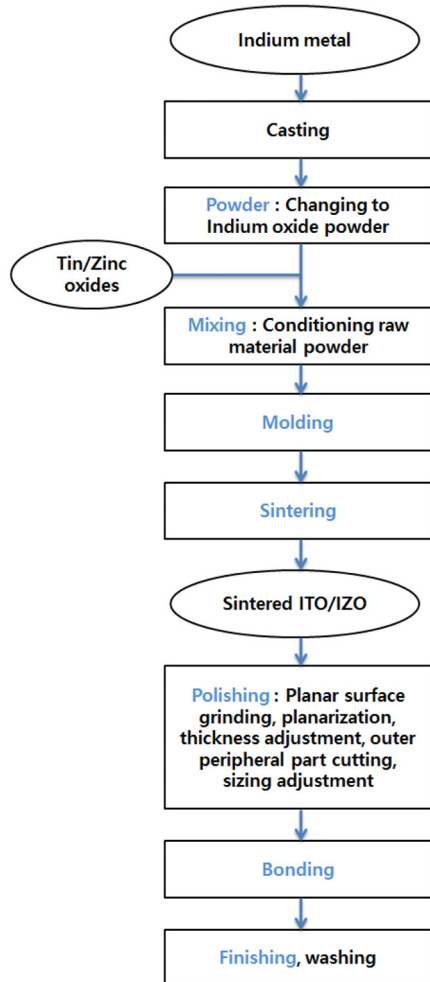 Indium metal
Casting
Powder : Changing to
Indium oxide powder
Tin/Zinc
oxides
Mixing : Conditioning raw
material powder
Molding
Sintering
Sintered ITO/IZO
Polishing : Planar surface
grinding, planarization,
thickness adjustment, outer
peripheral part cutting,
sizing adjustment
Bonding
Finishing, washing